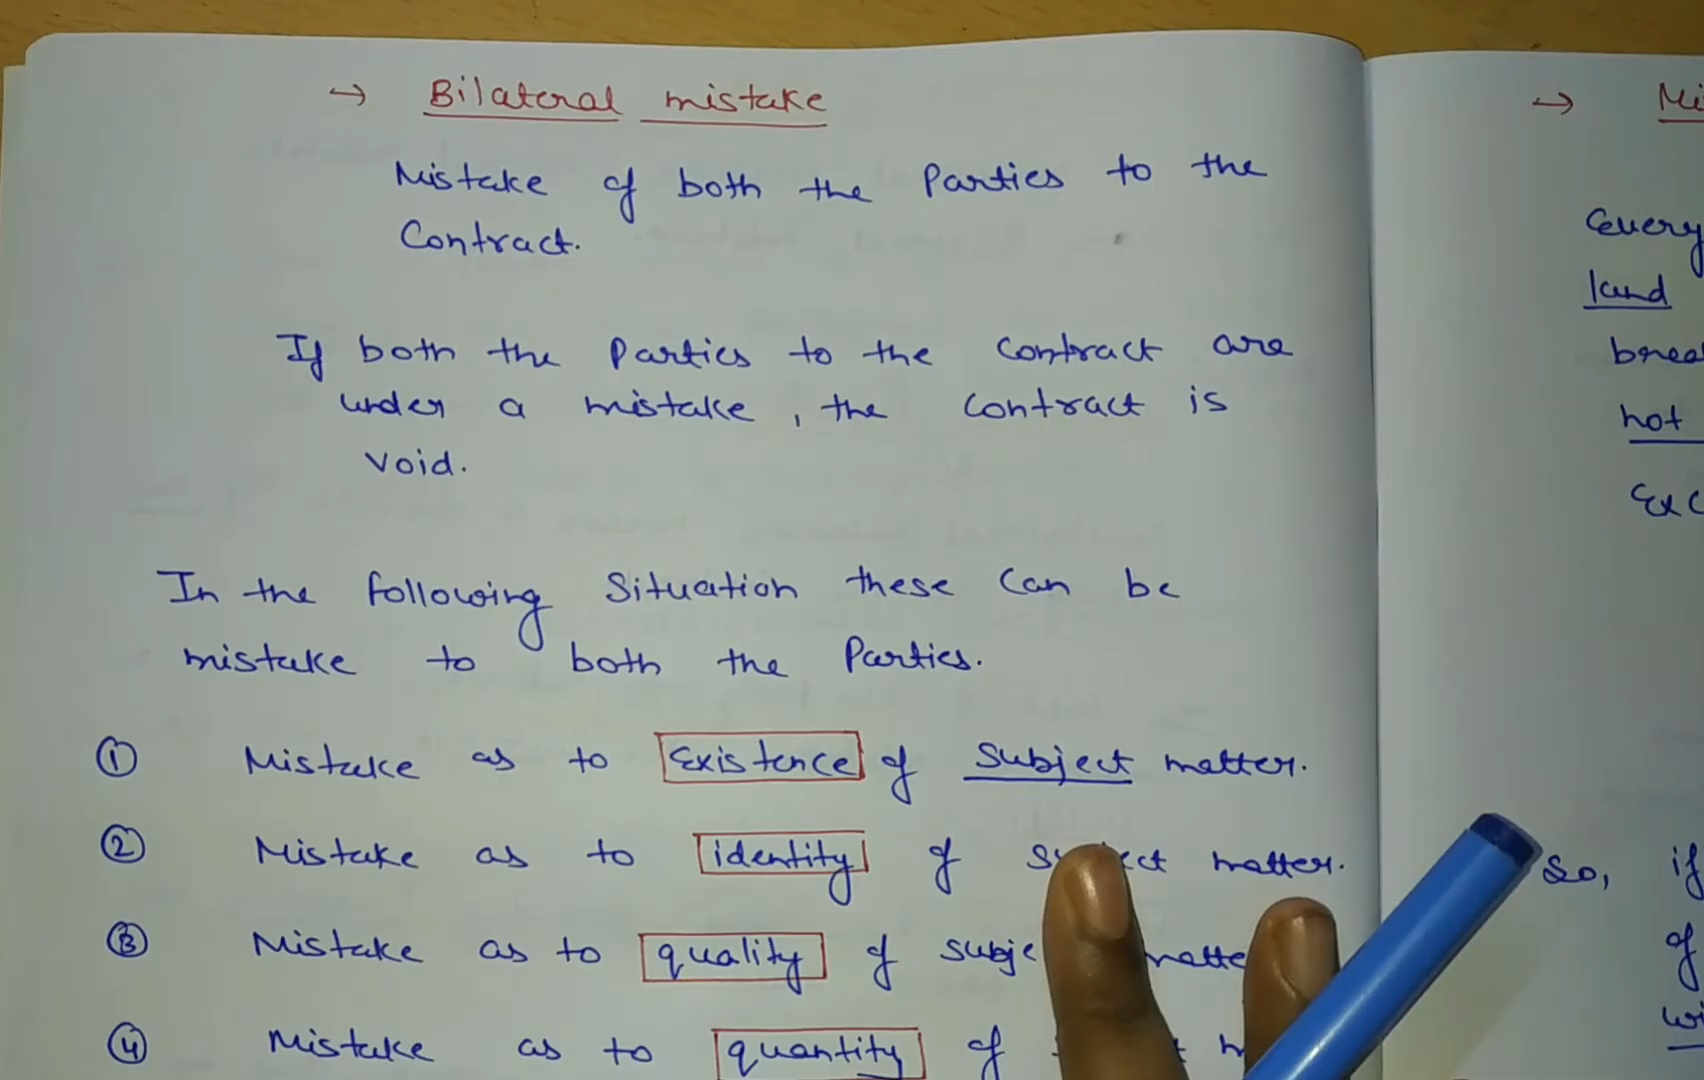 → Bilateral mistake
Mistake of both the Parties to the
Contract.
If both the Parties to the contract are
under a mistake, the contract is
void.
In the following Situation these can be
mistake to both the Parties.
① Mistake as to existence of subject matter.
② Mistake as to identity of matter.
③ Mistake as to quality of
④ Mistake as to quantity of
→
every
land
not
So, if
of